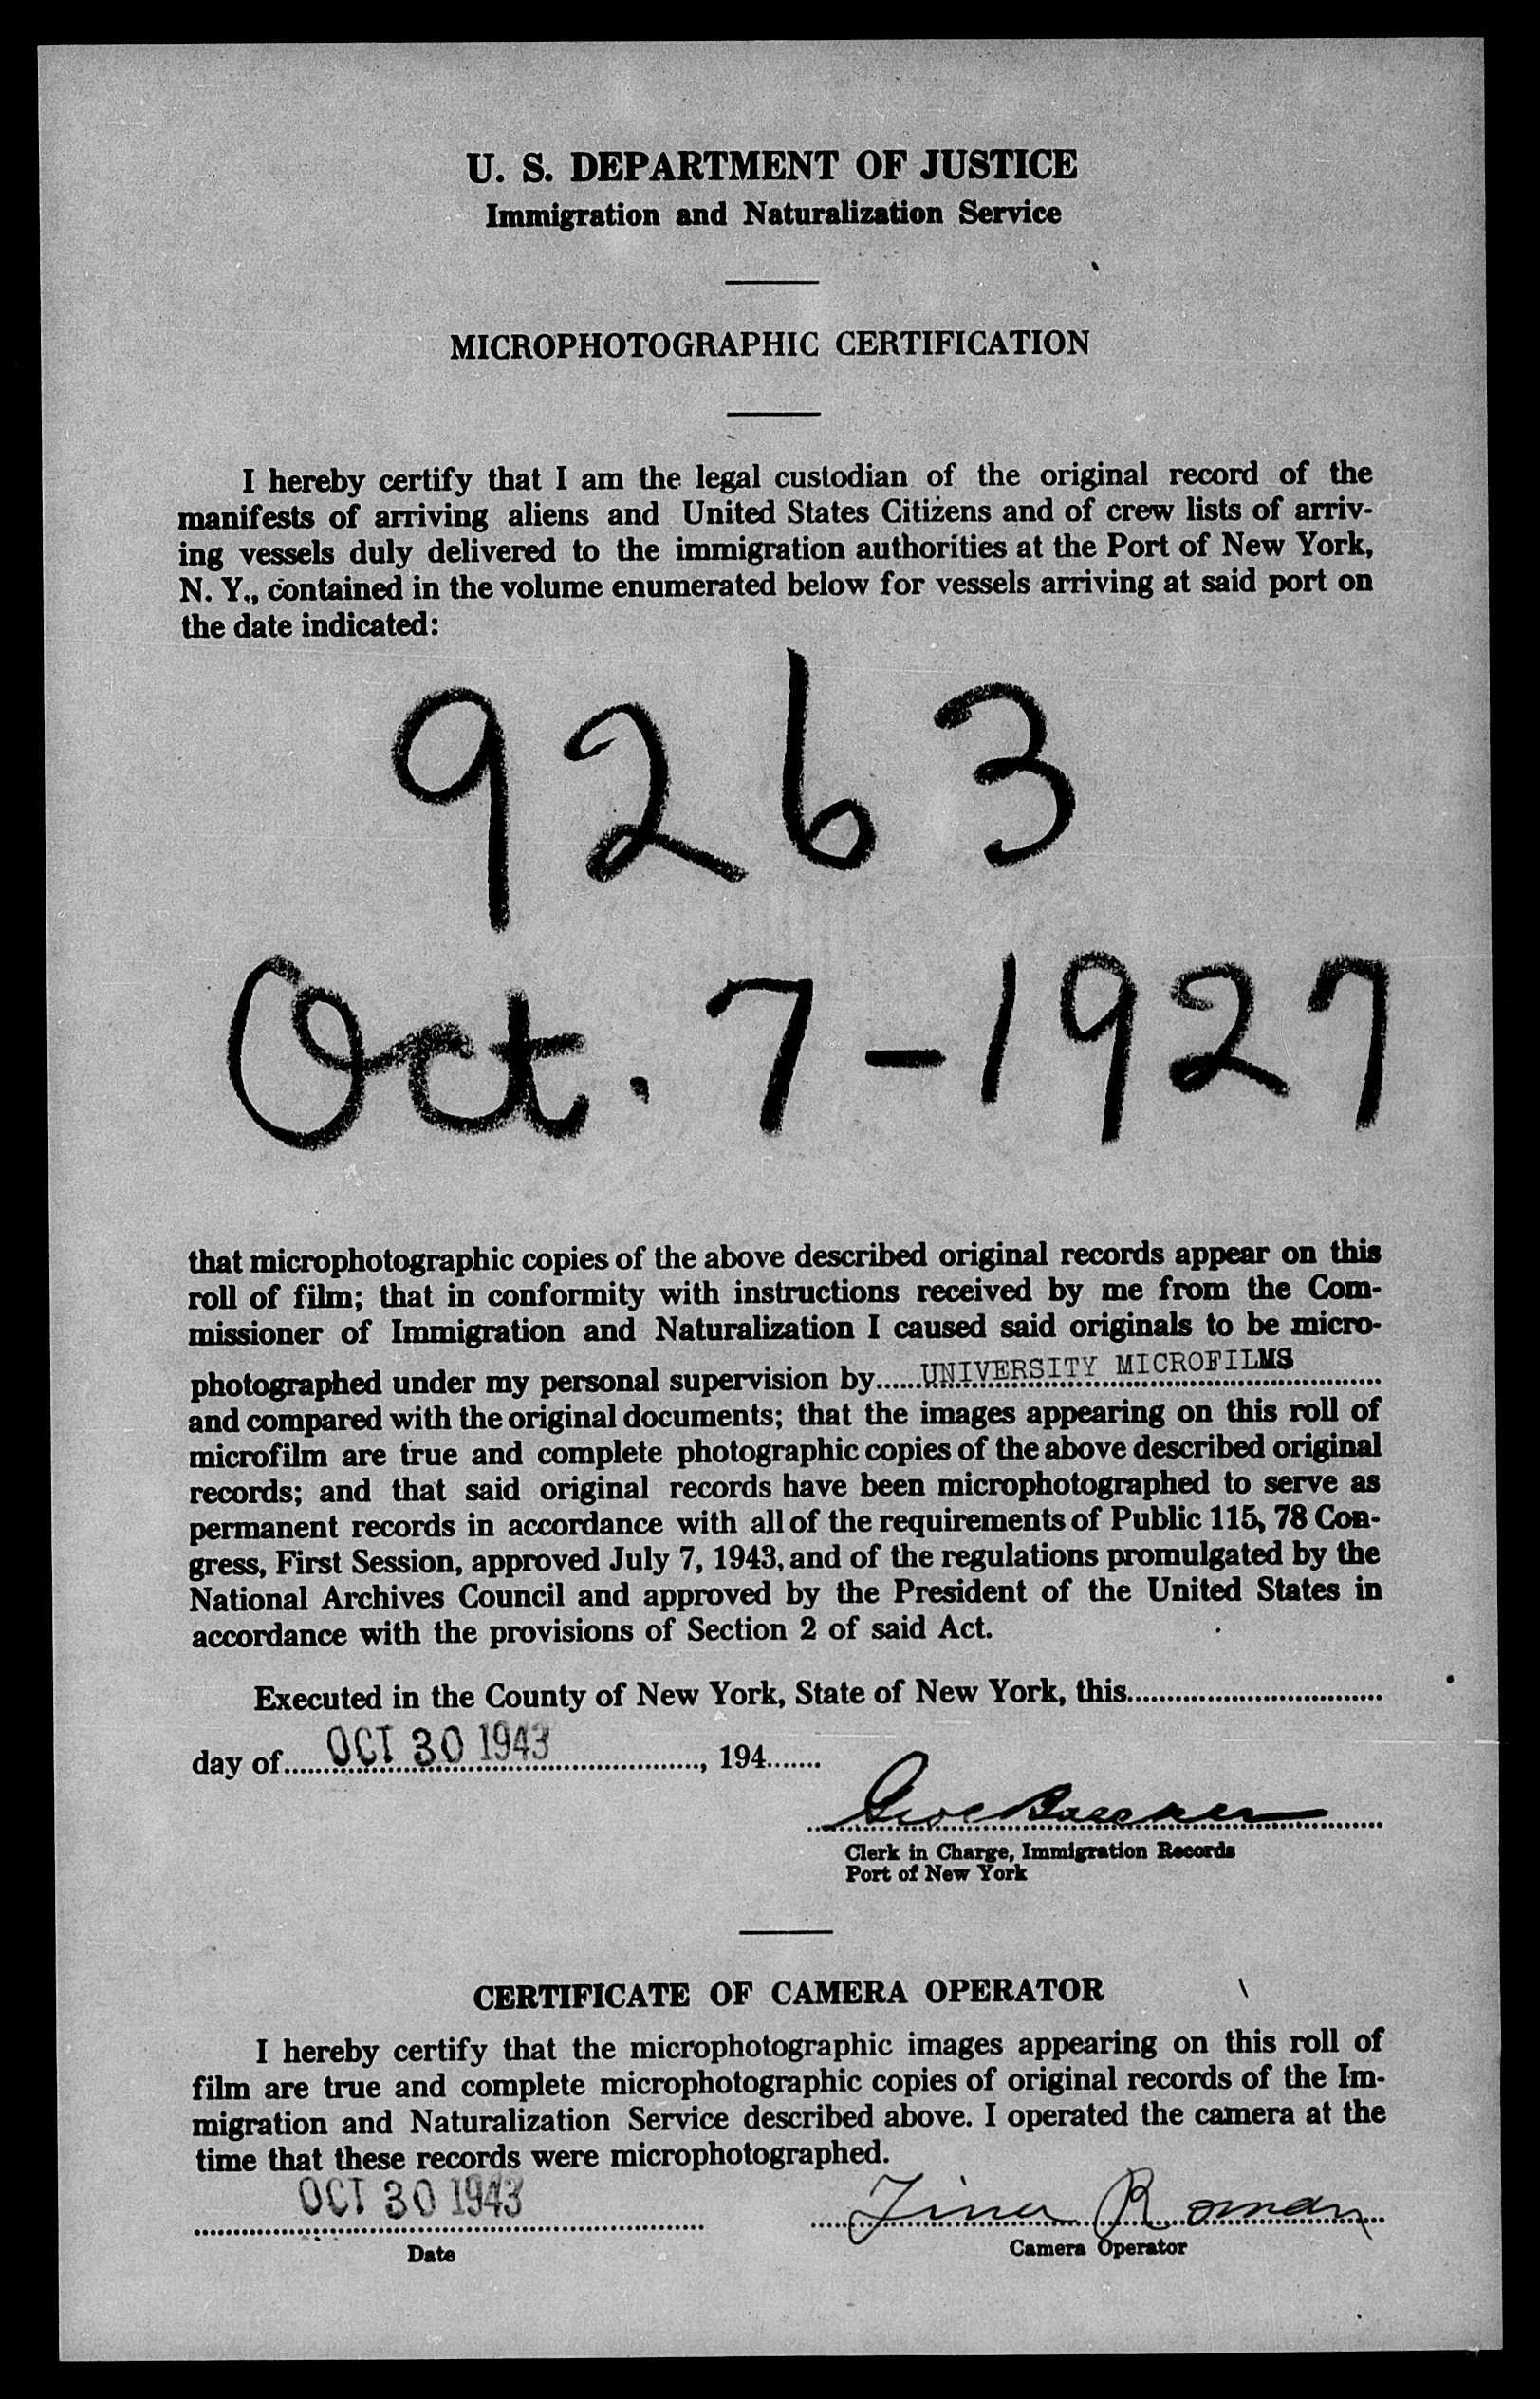 U. S. DEPARTMENT OF JUSTICE
Immigration and Naturalization Service
MICROPHOTOGRAPHIC CERTIFICATION
I hereby certify that I am the legal custodian of the original record of the
manifests of arriving aliens and United States Citizens and of crew lists of arriv-
ing vessels duly delivered to the immigration authorities at the Port of New York,
N. Y., contained in the volume enumerated below for vessels arriving at said port on
the date indicated:
9263
Oct. 7-1927
that microphotographic copies of the above described original records appear on this
roll of film; that in conformity with instructions received by me from the Com-
missioner of Immigration and Naturalization I caused said originals to be micro-
photographed under my personal supervision by......UNIVERSITY MICROFILMS
and compared with the original documents; that the images appearing on this roll of
microfilm are true and complete photographic copies of the above described original
records; and that said original records have been microphotographed to serve as
permanent records in accordance with all of the requirements of Public 115, 78 Con-
gress, First Session, approved July 7, 1943, and of the regulations promulgated by the
National Archives Council and approved by the President of the United States in
accordance with the provisions of Section 2 of said Act.
Executed in the County of New York, State of New York, this................................
day of...... OCT 30 1943 ..................., 194.......
Clerk in Charge, Immigration Records
Port of New York
CERTIFICATE OF CAMERA OPERATOR
I hereby certify that the microphotographic images appearing on this roll of
film are true and complete microphotographic copies of original records of the Im-
migration and Naturalization Service described above. I operated the camera at the
time that these records were microphotographed.
OCT 30 1943 Roman
Date Camera Operator